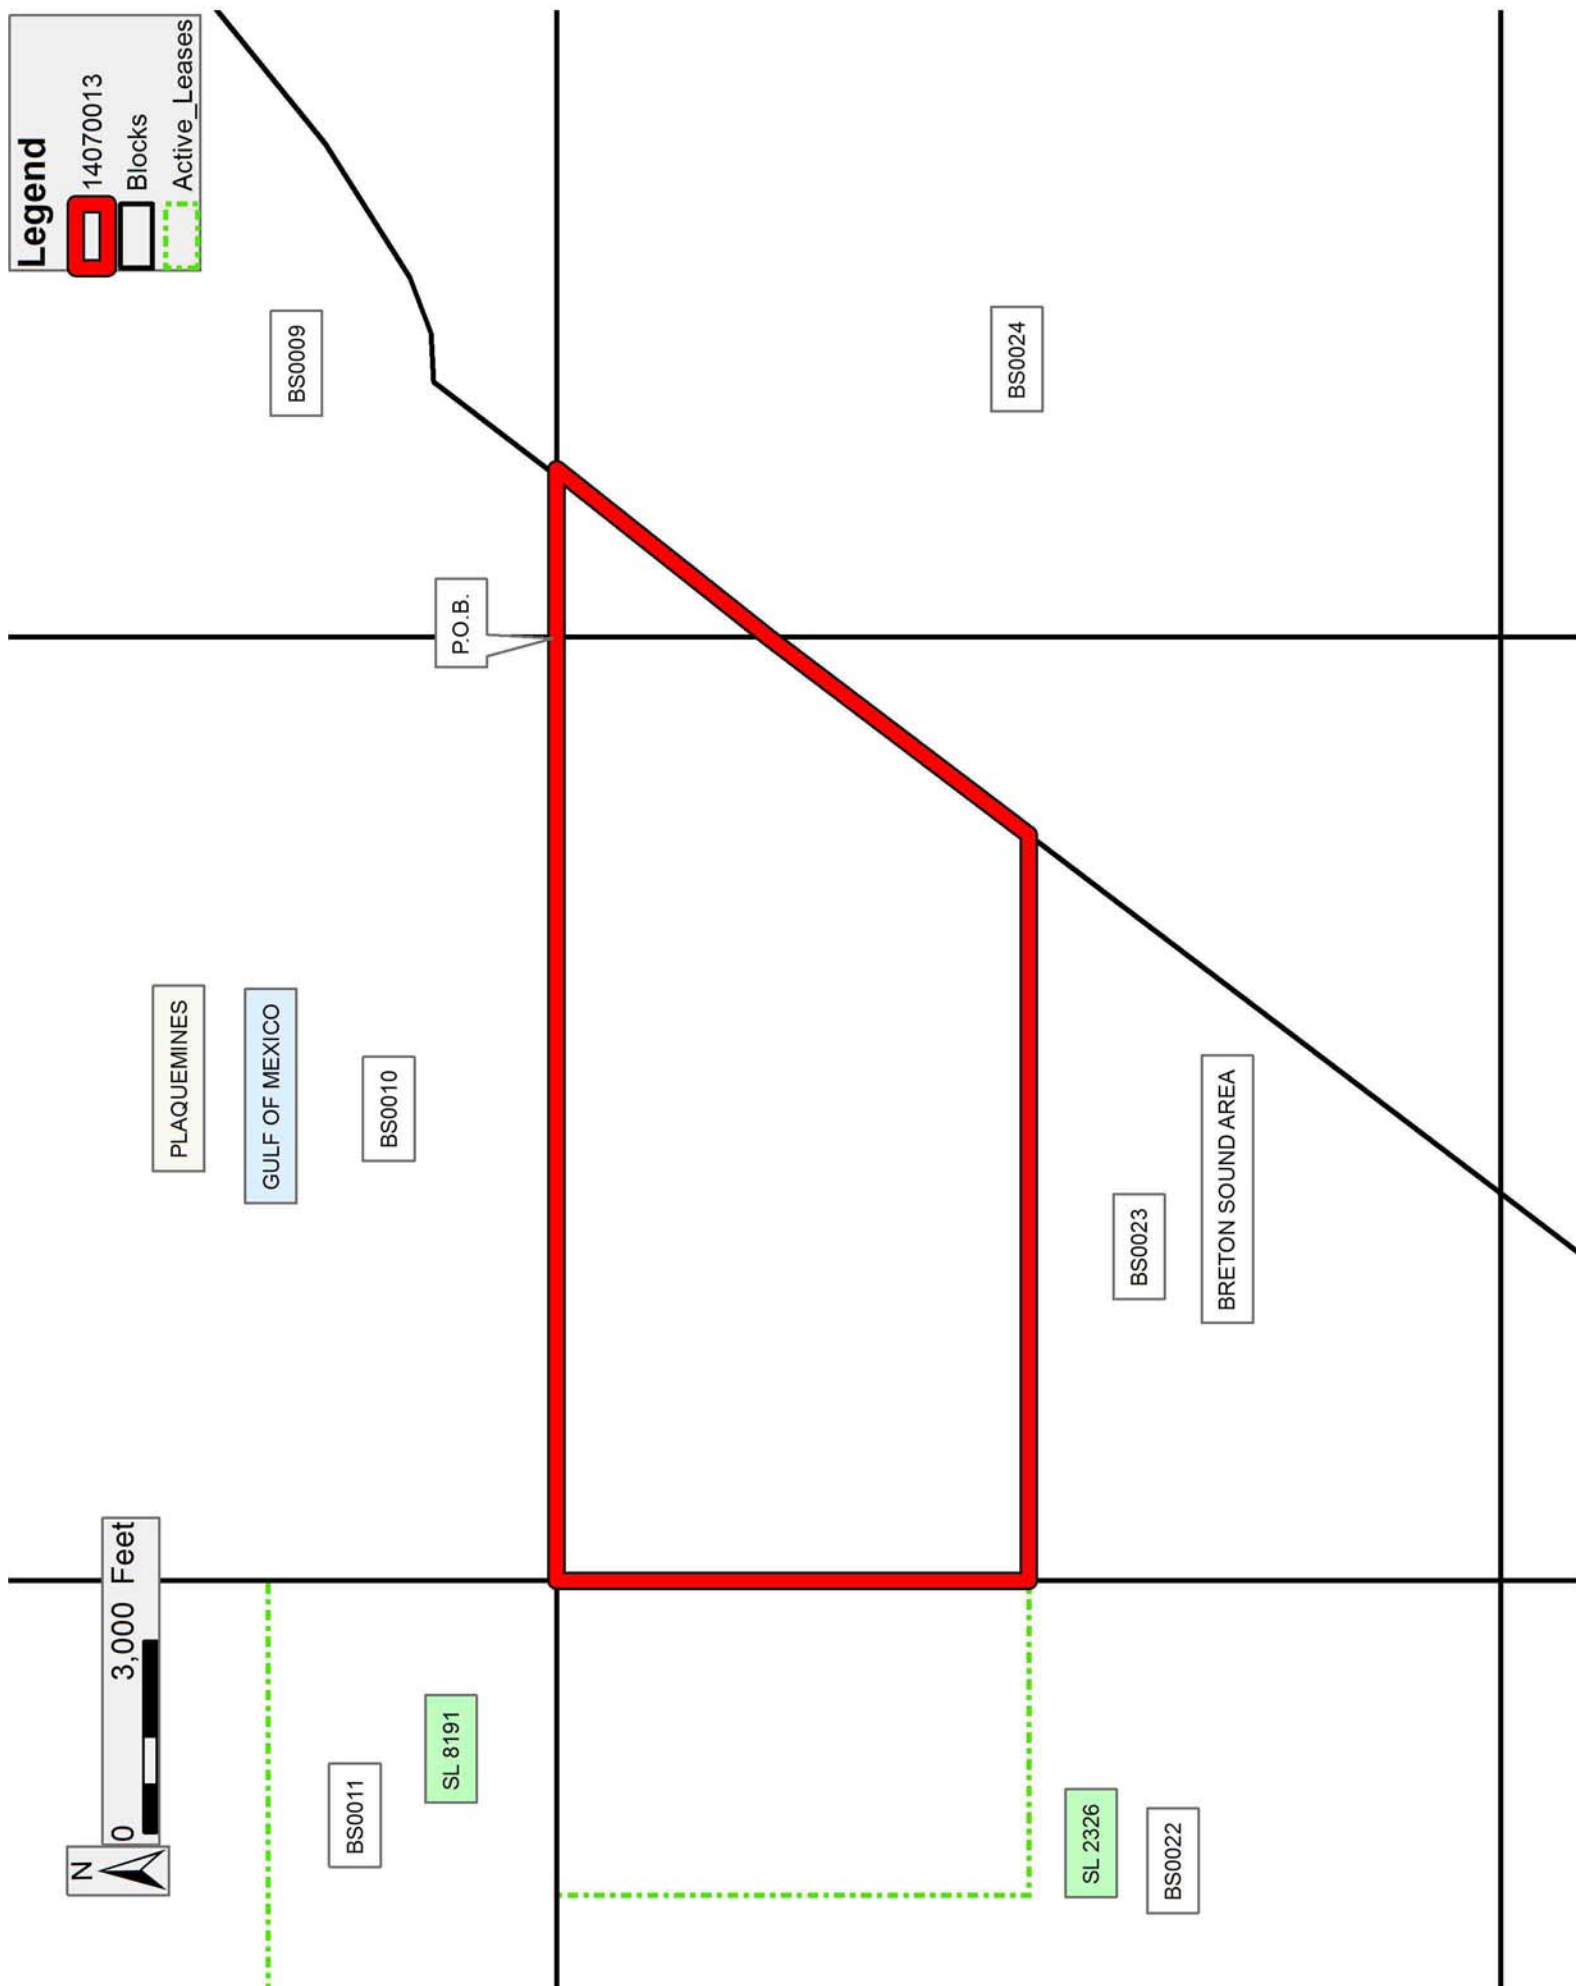 N
0 3,000 Feet
Legend
14070013
Blocks
Active_Leases
PLAQUEMINES
GULF OF MEXICO
BS0009
BS0011
BS0010
SL 8191
P.O.B.
BS0024
SL 2326
BS0023
BS0022
BRETON SOUND AREA